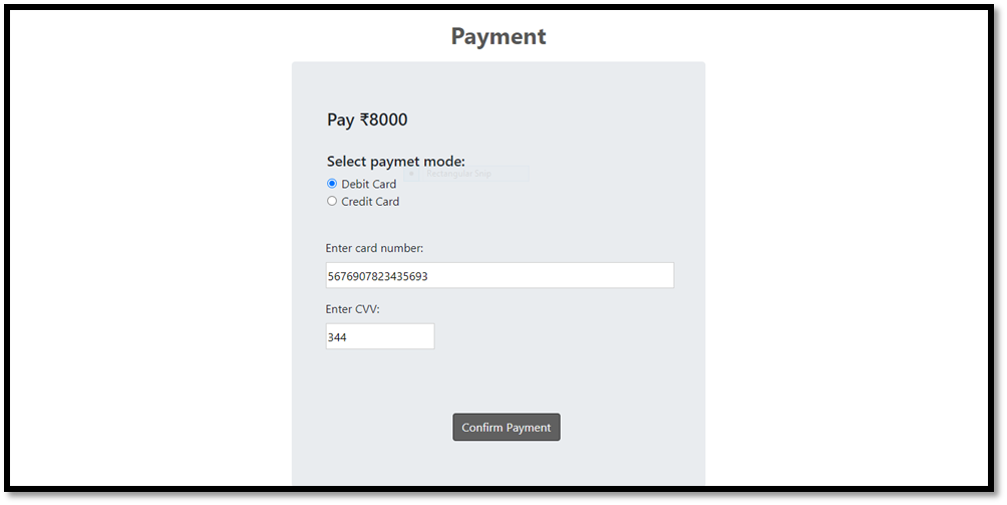 Payment
Pay ₹8000
Select paymet mode:
Rectangular Snip
Debit Card
Credit Card
Enter card number:
5676907823435693
Enter CVV:
344
Confirm Payment